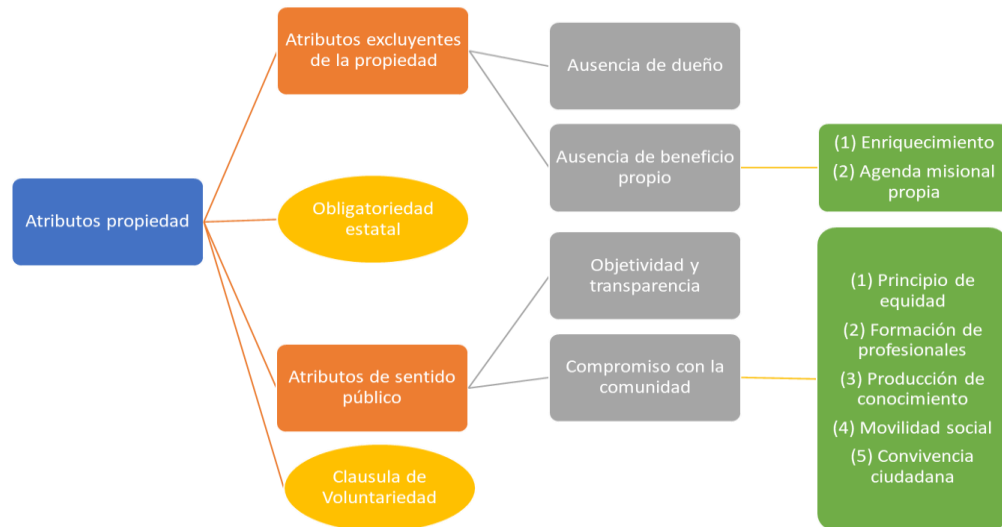 Atributos propiedad
Atributos excluyentes
de la propiedad
Ausencia de dueño
Ausencia de beneficio
propio
(1) Enriquecimiento
(2) Agenda misional
propia
Obligatoriedad
estatal
Atributos de sentido
público
Objetividad y
transparencia
Compromiso con la
comunidad
(1) Principio de
equidad
(2) Formación de
profesionales
(3) Producción de
conocimiento
(4) Movilidad social
(5) Convivencia
ciudadana
Clausula de
Voluntariedad